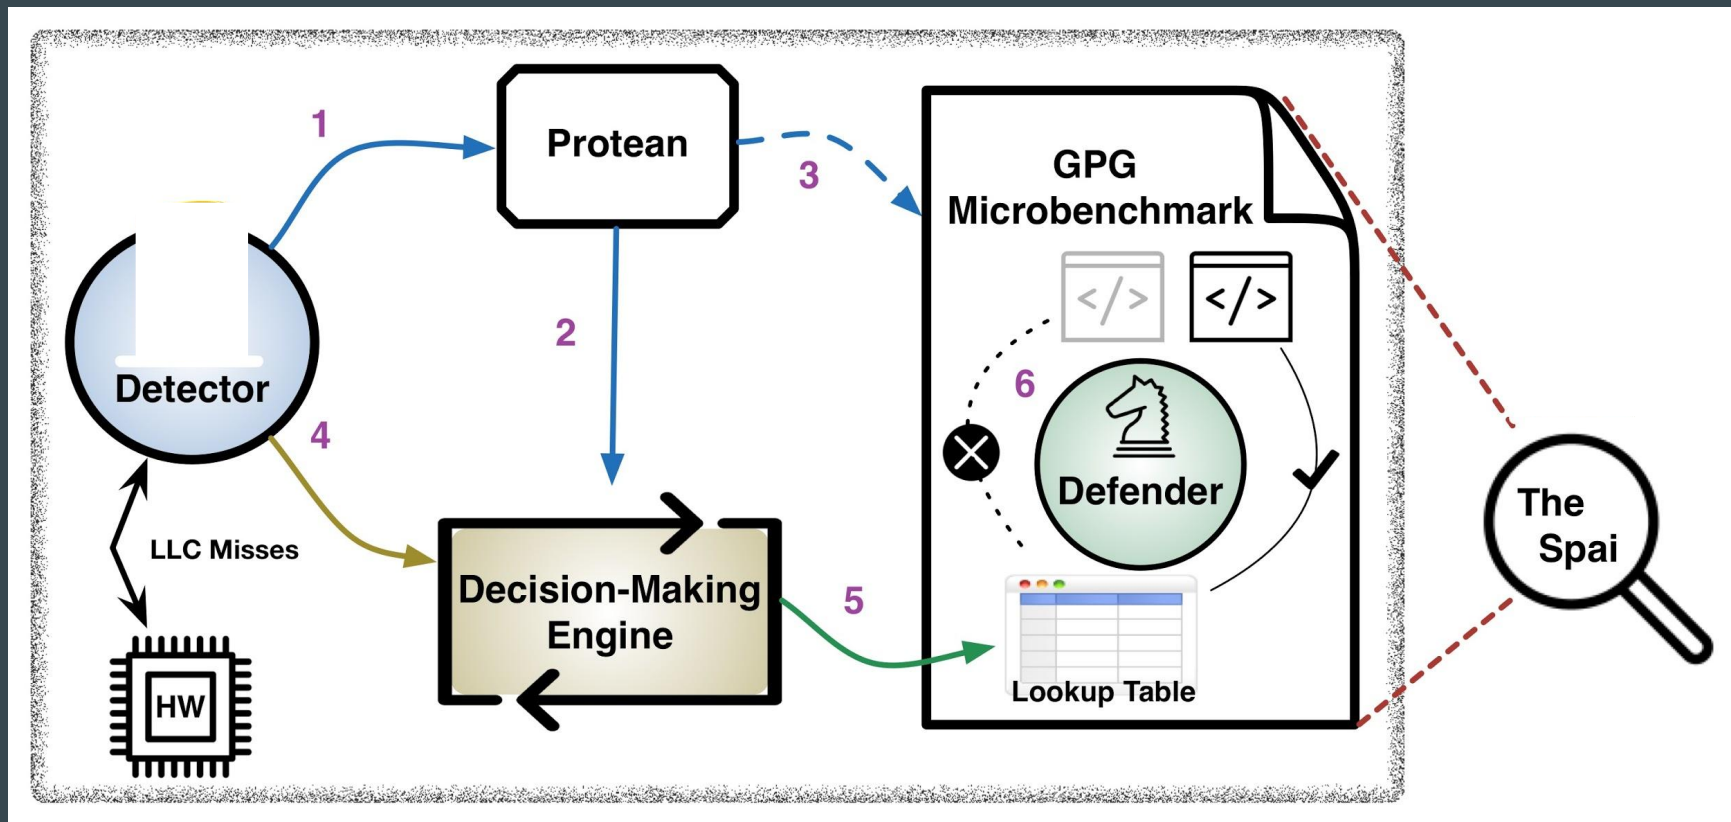 1
Protean
3
GPG
Microbenchmark
</>
</>
2
Detector
4
6
Defender
The
Spai
LLC Misses
Decision-Making
Engine
5
HW
Lookup Table